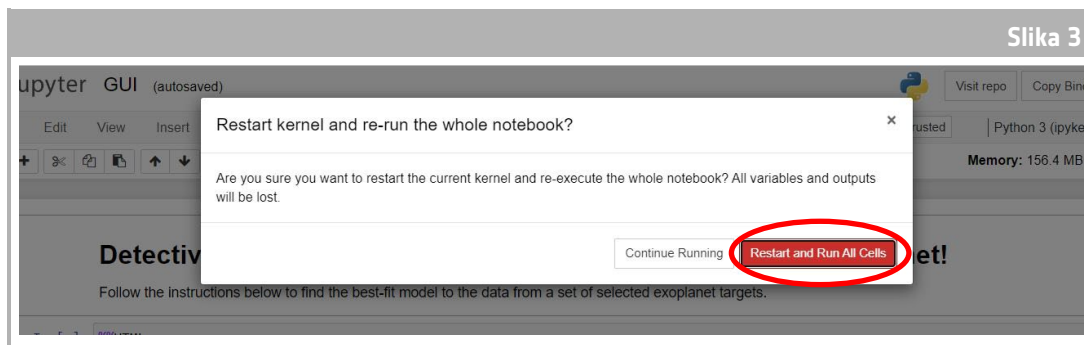 Slika 3
upyter GUI (autosaved)
Visit repo Copy Bin
Edit View Insert
rusted Python 3 (ipyke
Memory: 156.4 MB
Restart kernel and re-run the whole notebook? ×
Are you sure you want to restart the current kernel and re-execute the whole notebook? All variables and outputs
will be lost.
Continue Running Restart and Run All Cells
Detectiv et!
Follow the instructions below to find the best-fit model to the data from a set of selected exoplanet targets.